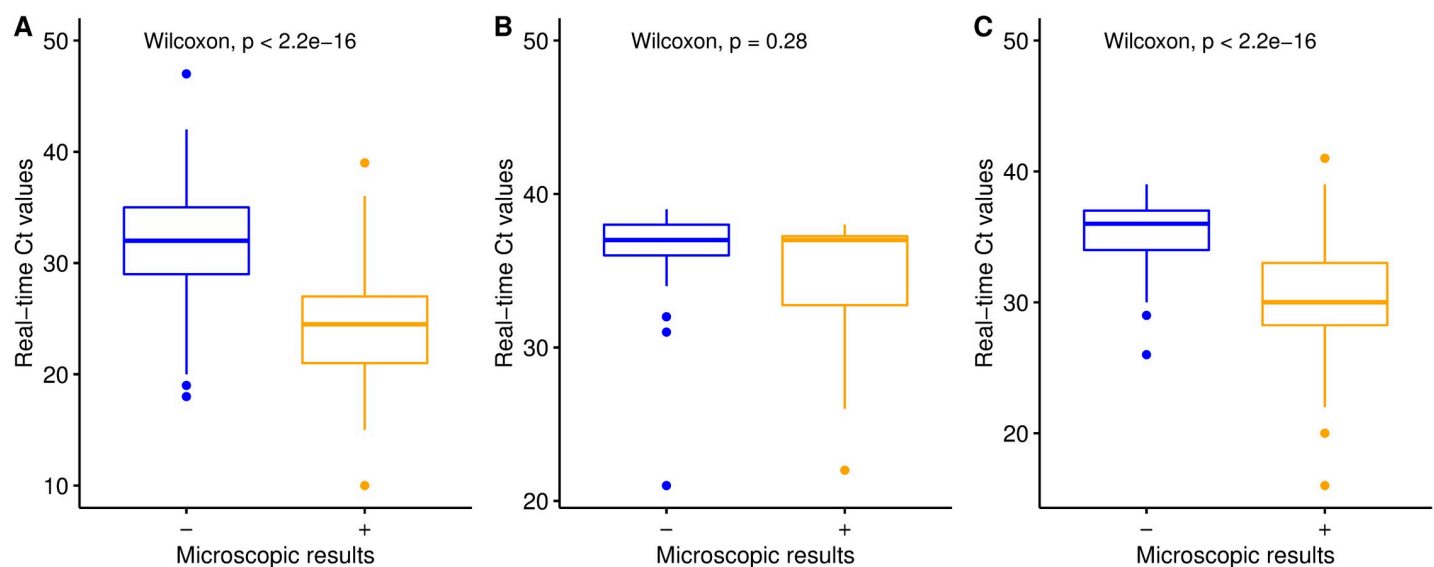 A
Wilcoxon, p < 2.2e−16
50
40
30
20
10
Real−time Ct values
−
+
Microscopic results
B
Wilcoxon, p = 0.28
50
40
30
20
Real−time Ct values
−
+
Microscopic results
C
Wilcoxon, p < 2.2e−16
50
40
30
20
Real−time Ct values
−
+
Microscopic results